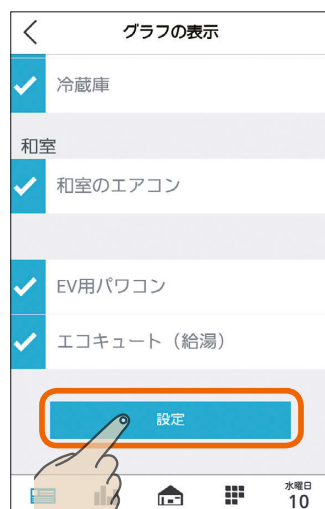 グラフの表示
冷蔵庫
和室
和室のエアコン
EV用パワコン
エコキュート（給湯）
設定
水曜日
10